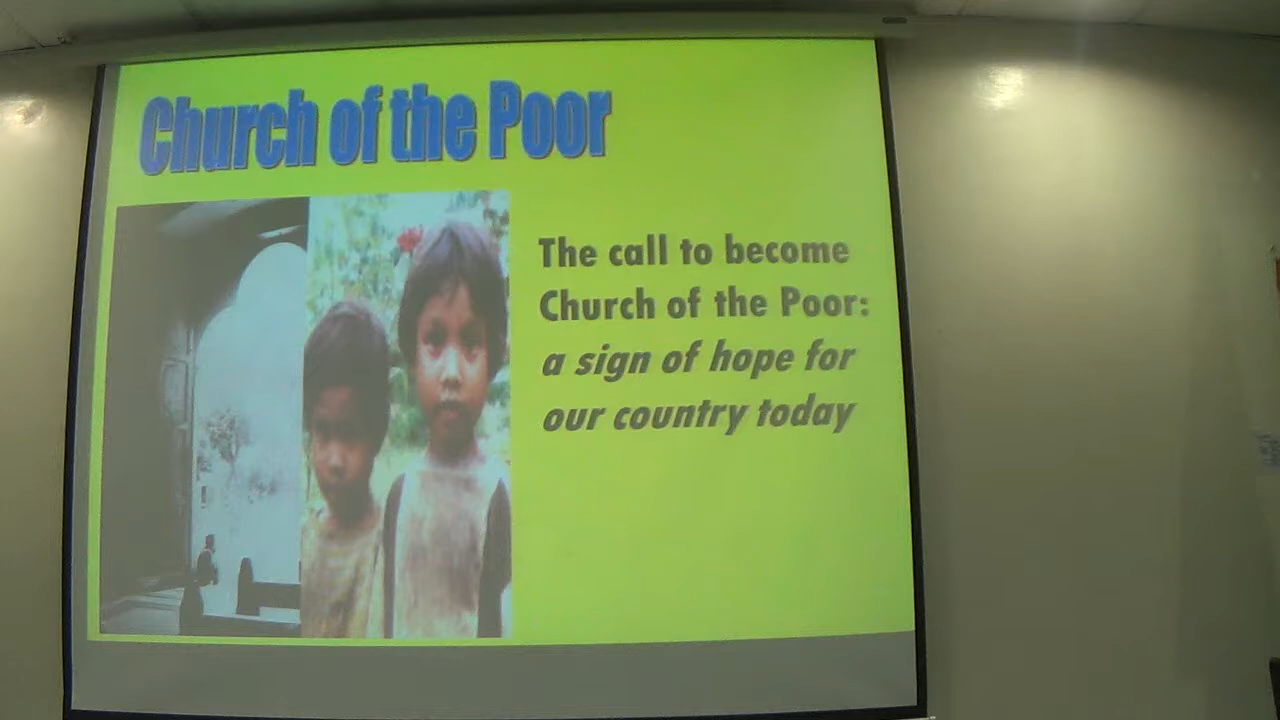 Church of the Poor
The call to become
Church of the Poor:
a sign of hope for
our country today